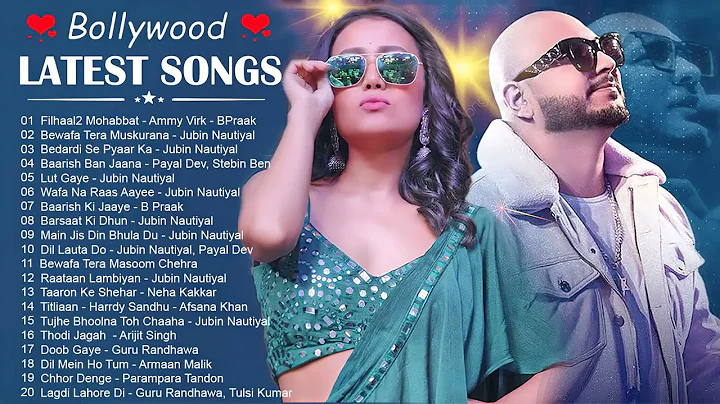 Bollywood
LATEST SONGS
01 Filhaal2 Mohabbat - Ammy Virk - BPraak
02 Bewafa Tera Muskurana - Jubin Nautiyal
03 Bedardi Se Pyaar Ka - Jubin Nautiyal
04 Baarish Ban Jaana - Payal Dev, Stebin Ben
05 Lut Gaye - Jubin Nautiyal
06 Wafa Na Raas Aayee - Jubin Nautiyal
07 Baarish Ki Jaaye - B Praak
08 Barsaat Ki Dhun - Jubin Nautiyal
09 Main Jis Din Bhula Du - Jubin Nautiyal
10 Dil Lauta Do - Jubin Nautiyal, Payal Dev
11 Bewafa Tera Masoom Chehra
12 Raataan Lambiyan - Jubin Nautiyal
13 Taaron Ke Shehar - Neha Kakkar
14 Titliaan - Harrdy Sandhu - Afsana Khan
15 Tujhe Bhoolna Toh Chaaha - Jubin Nautiyal
16 Thodi Jagah - Arijit Singh
17 Doob Gaye - Guru Randhawa
18 Dil Mein Ho Tum - Armaan Malik
19 Chhor Denge - Parampara Tandon
20 Lagdi Lahore Di - Guru Randhawa, Tulsi Kumar